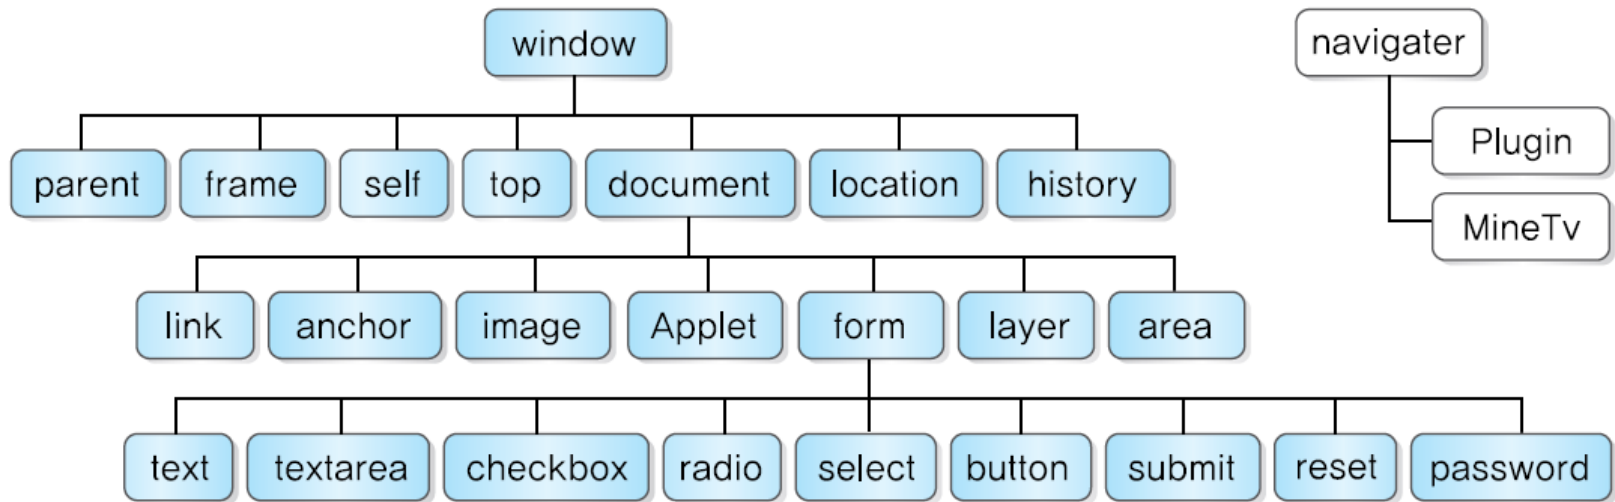 window
navigater
parent
frame
self
top
document
location
history
Plugin
MineTv
link
anchor
image
Applet
form
layer
area
text
textarea
checkbox
radio
select
button
submit
reset
password